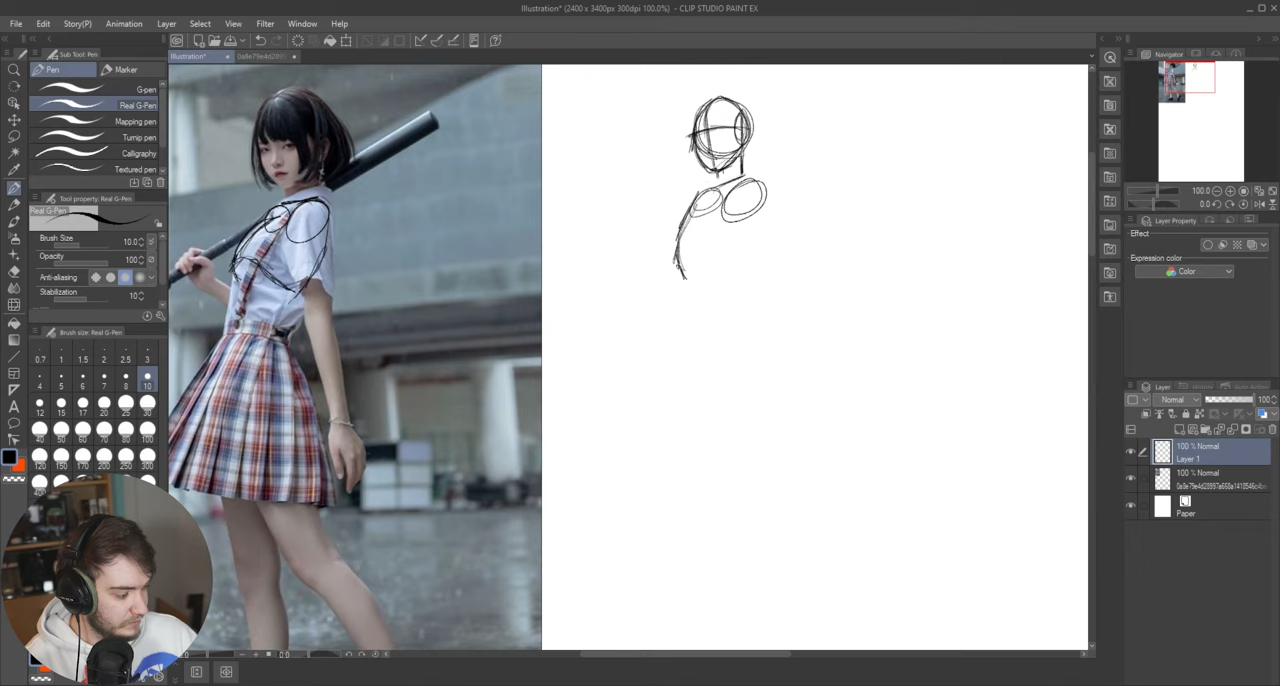 Illustration* (2400 x 3400px 300dpi 100.0%) - CLIP STUDIO PAINT EX
File Edit Story(P) Animation Layer Select View Filter Window Help
Sub Tool: Pen
Illustration*
Navigator
Pen Marker
G-pen
Real G-Pen
Mapping pen
Turnip pen
Calligraphy
Textured pen
Tool property: Real G-Pen
Real G-Pen
Brush Size 10.0
Opacity 100
Anti-aliasing
Stabilization 10
Brush size: Real G-Pen
0.7 1 1.5 2 2.5 3
4 5 6 7 8 10
12 15 17 20 25 30
40 50 60 70 80 100
120 150 170 200 250 300
400
100.0
0.0
Layer Property
Effect
Expression color
Color
Layer History Auto Action
Normal 100
100 % Normal
Layer 1
100 % Normal
Paper